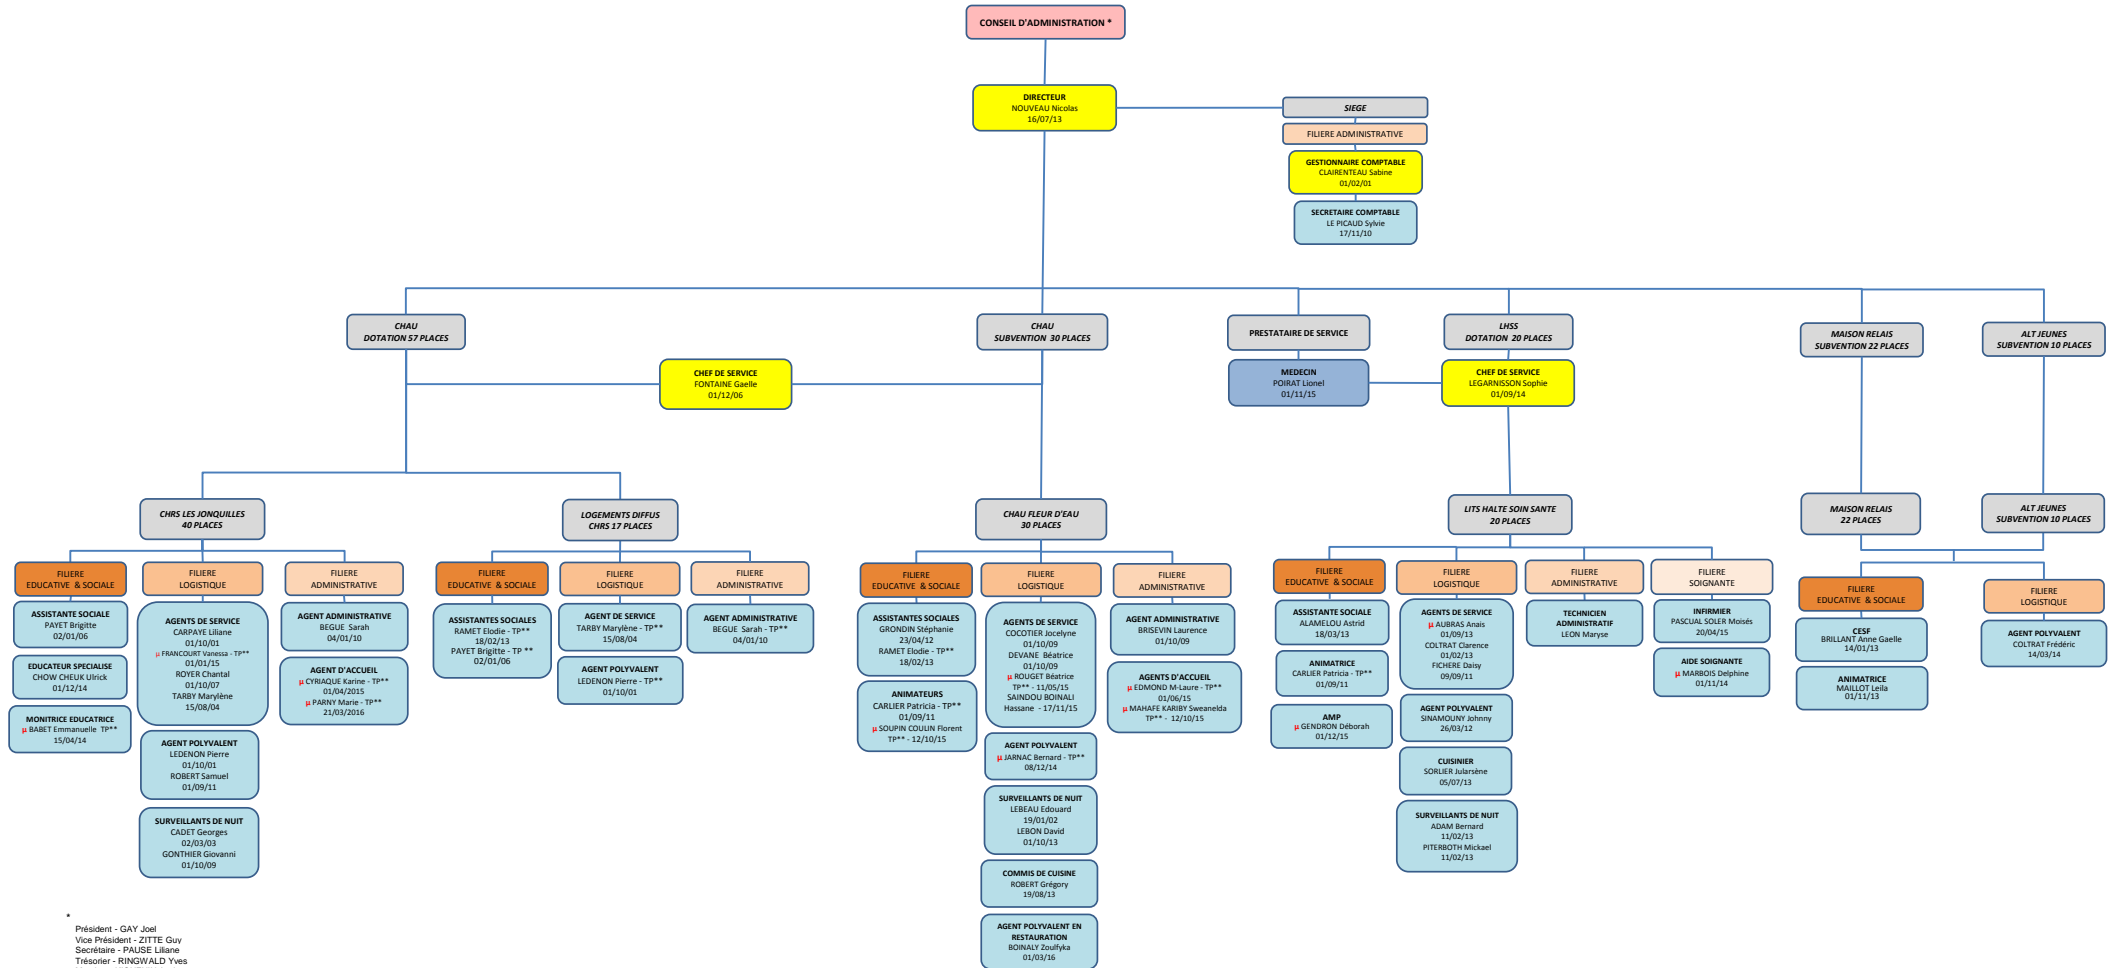 CONSEIL D'ADMINISTRATION *
DIRECTEUR
NOUVEAU Nicolas
16/07/13
SIEGE
FILIERE ADMINISTRATIVE
GESTIONNAIRE COMPTABLE
CLAIRENTEAU Sabine
01/02/01
SECRETAIRE COMPTABLE
LE PICAUD Sylvie
17/11/10
CHAU
DOTATION 57 PLACES
CHAU
SUBVENTION 30 PLACES
PRESTATAIRE DE SERVICE
LHSS
DOTATION 20 PLACES
MAISON RELAIS
SUBVENTION 22 PLACES
ALT JEUNES
SUBVENTION 10 PLACES
CHEF DE SERVICE
FONTAINE Gaelle
01/12/06
MEDECIN
POIRAT Lionel
01/11/15
CHEF DE SERVICE
LEGARNISSON Sophie
01/09/14
CHRS LES JONQUILLES
40 PLACES
LOGEMENTS DIFFUS
CHRS 17 PLACES
CHAU FLEUR D'EAU
30 PLACES
LITS HALTE SOIN SANTE
20 PLACES
MAISON RELAIS
22 PLACES
ALT JEUNES
SUBVENTION 10 PLACES
FILIERE
EDUCATIVE & SOCIALE
ASSISTANTE SOCIALE
PAYET Brigitte
02/01/06
EDUCATEUR SPECIALISE
CHOW CHEUK Ulrick
01/12/14
MONITRICE EDUCATRICE
µ BABET Emmanuelle TP**
15/04/14
FILIERE
LOGISTIQUE
AGENTS DE SERVICE
CARPAYE Liliane
01/10/01
µ FRANCOURT Vanessa - TP**
01/01/15
ROYER Chantal
01/10/07
TARBY Marylène
15/08/04
AGENT POLYVALENT
LEDENON Pierre
01/10/01
ROBERT Samuel
01/09/11
SURVEILLANTS DE NUIT
CADET Georges
02/03/03
GONTHIER Giovanni
01/10/09
FILIERE
ADMINISTRATIVE
AGENT ADMINISTRATIVE
BEGUE Sarah
04/01/10
AGENT D'ACCUEIL
µ CYRIAQUE Karine - TP**
01/04/2015
µ PARNY Marie - TP**
21/03/2016
FILIERE
EDUCATIVE & SOCIALE
ASSISTANTES SOCIALES
RAMET Elodie - TP**
18/02/13
PAYET Brigitte - TP **
02/01/06
FILIERE
LOGISTIQUE
AGENT DE SERVICE
TARBY Marylène - TP**
15/08/04
AGENT POLYVALENT
LEDENON Pierre - TP**
01/10/01
FILIERE
ADMINISTRATIVE
AGENT ADMINISTRATIVE
BEGUE Sarah - TP**
04/01/10
FILIERE
EDUCATIVE & SOCIALE
ASSISTANTES SOCIALES
GRONDIN Stéphanie
23/04/12
RAMET Elodie - TP**
18/02/13
ANIMATEURS
CARLIER Patricia - TP**
01/09/11
µ SOUPIN COULIN Florent
TP** - 12/10/15
FILIERE
LOGISTIQUE
AGENTS DE SERVICE
COCOTIER Jocelyne
01/10/09
DEVANE Béatrice
01/10/09
µ ROUGET Béatrice
TP** - 11/05/15
SAINDOU BOINALI
Hassane - 17/11/15
AGENT POLYVALENT
µ JARNAC Bernard - TP**
08/12/14
SURVEILLANTS DE NUIT
LEBEAU Edouard
19/01/02
LEBON David
01/10/13
COMMIS DE CUISINE
ROBERT Grégory
19/08/13
AGENT POLYVALENT EN
RESTAURATION
BOINALY Zoulfyka
01/03/16
FILIERE
ADMINISTRATIVE
AGENT ADMINISTRATIVE
BRISEVIN Laurence
01/10/09
AGENTS D'ACCUEIL
µ EDMOND M-Laure - TP**
01/06/15
µ MAHAFE KARIBY Sweanelda
TP** - 12/10/15
FILIERE
EDUCATIVE & SOCIALE
ASSISTANTE SOCIALE
ALAMELOU Astrid
18/03/13
ANIMATRICE
CARLIER Patricia - TP**
01/09/11
AMP
µ GENDRON Déborah
01/12/15
FILIERE
LOGISTIQUE
AGENTS DE SERVICE
µ AUBRAS Anais
01/09/13
COLTRAT Clarence
01/02/13
FICHERE Daisy
09/09/11
AGENT POLYVALENT
SINAMOUNY Johnny
26/03/12
CUISINIER
SORLIER Jularsène
05/07/13
SURVEILLANTS DE NUIT
ADAM Bernard
11/02/13
PITERBOTH Mickael
11/02/13
FILIERE
ADMINISTRATIVE
TECHNICIEN
ADMINISTRATIF
LEON Maryse
FILIERE
SOIGNANTE
INFIRMIER
PASCUAL SOLER Moisés
20/04/15
AIDE SOIGNANTE
µ MARBOIS Delphine
01/11/14
FILIERE
EDUCATIVE & SOCIALE
CESF
BRILLANT Anne Gaelle
14/01/13
ANIMATRICE
MAILLOT Leila
01/11/13
FILIERE
LOGISTIQUE
AGENT POLYVALENT
COLTRAT Frédéric
14/03/14
*
Président - GAY Joel
Vice Président - ZITTE Guy
Secrétaire - PAUSE Liliane
Trésorier - RINGWALD Yves